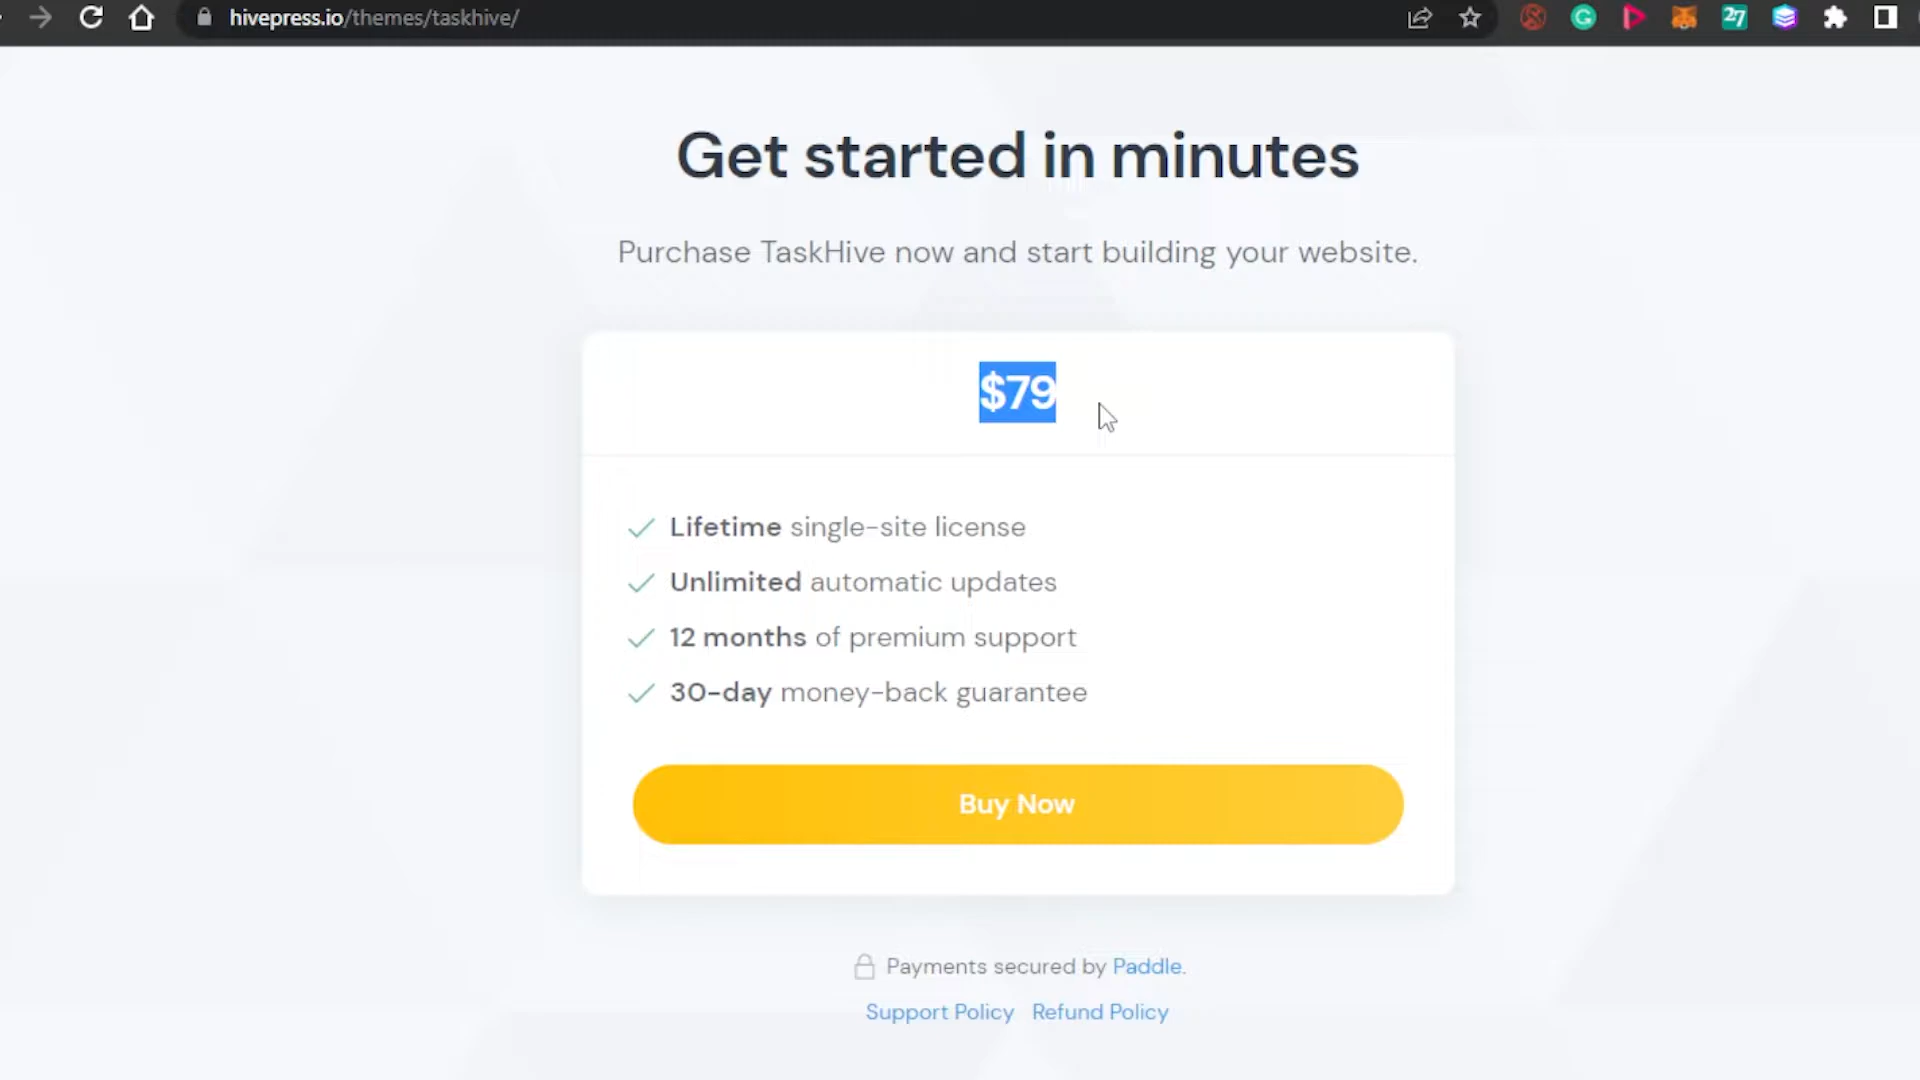 hivepress.io/themes/taskhive/
27
Get started in minutes
Purchase TaskHive now and start building your website.
$79
Lifetime single-site license
Unlimited automatic updates
12 months of premium support
30-day money-back guarantee
Buy Now
Payments secured by Paddle.
Support Policy Refund Policy